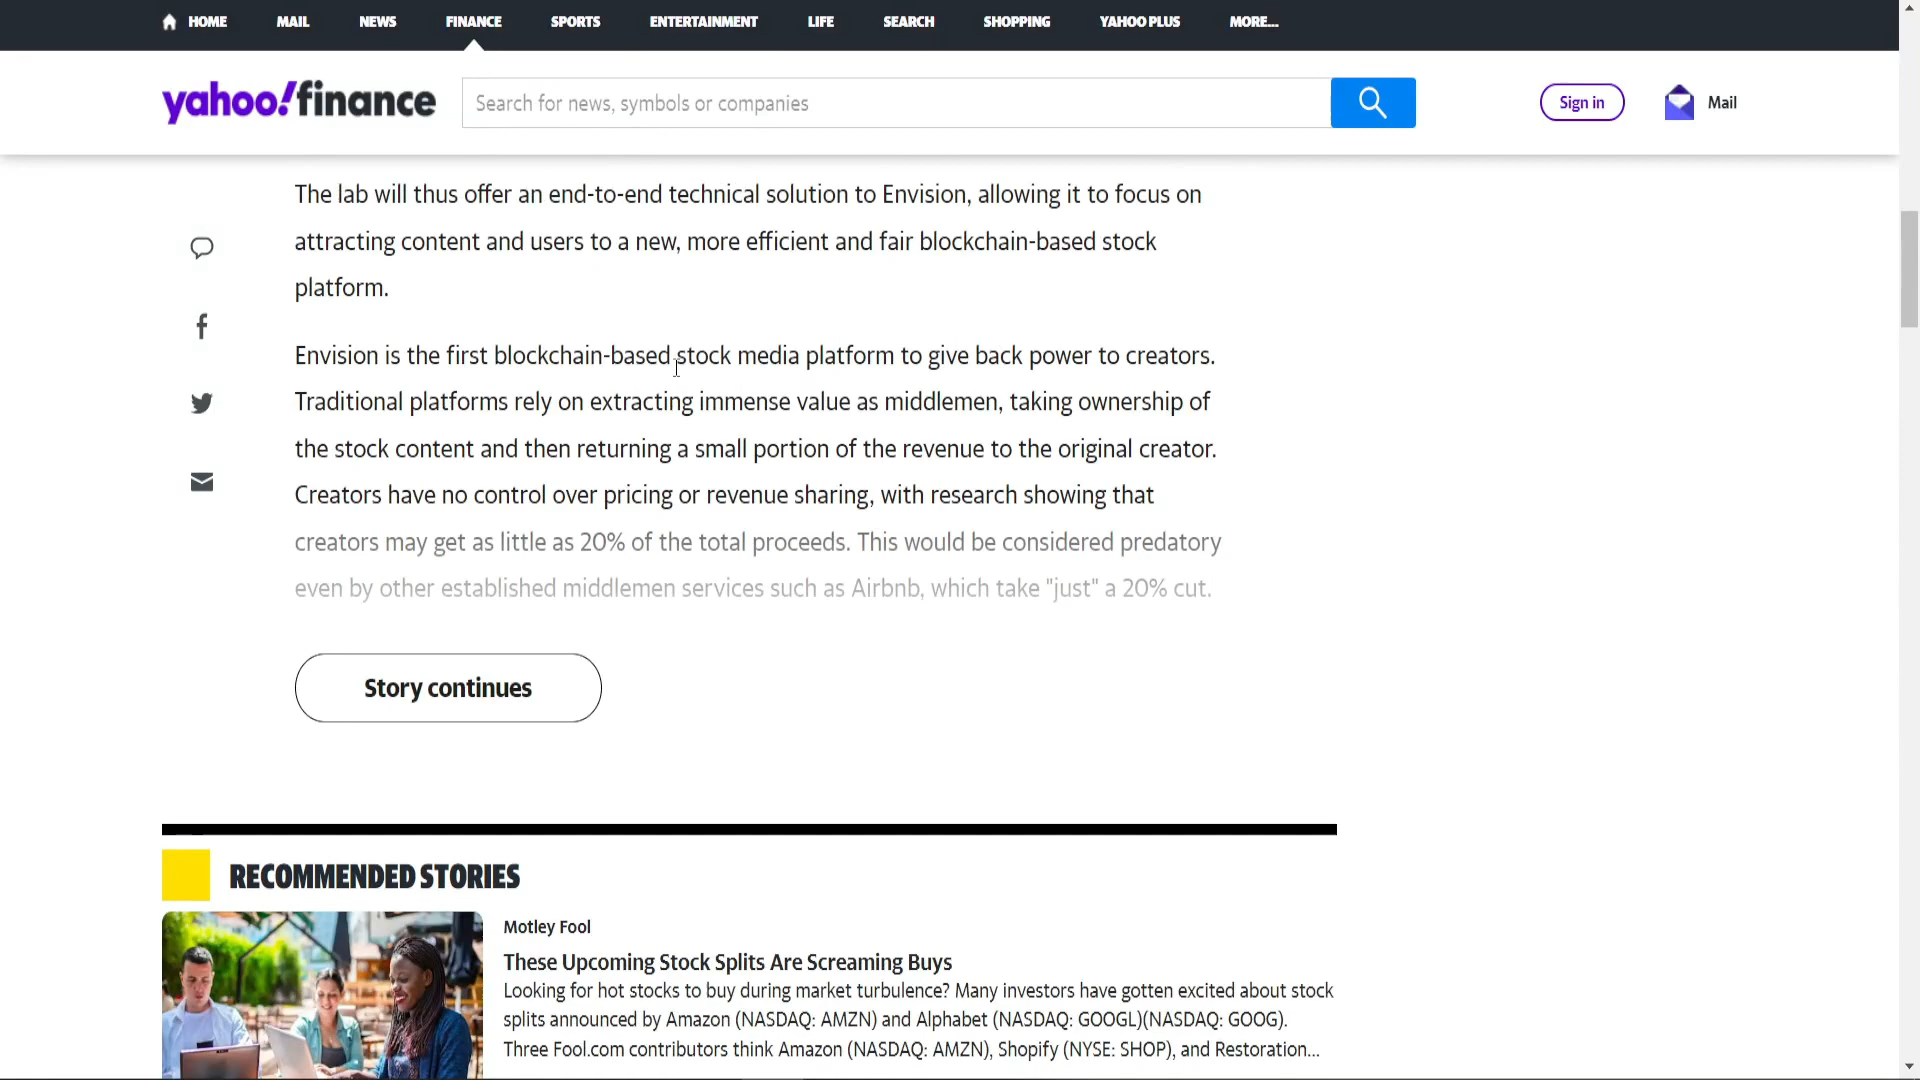 HOME MAIL NEWS FINANCE SPORTS ENTERTAINMENT LIFE SEARCH SHOPPING YAHOO PLUS MORE...
yahoo!finance Search for news, symbols or companies Sign in Mail
The lab will thus offer an end-to-end technical solution to Envision, allowing it to focus on
attracting content and users to a new, more efficient and fair blockchain-based stock
platform.
Envision is the first blockchain-based stock media platform to give back power to creators.
Traditional platforms rely on extracting immense value as middlemen, taking ownership of
the stock content and then returning a small portion of the revenue to the original creator.
Creators have no control over pricing or revenue sharing, with research showing that
creators may get as little as 20% of the total proceeds. This would be considered predatory
even by other established middlemen services such as Airbnb, which take "just" a 20% cut.
Story continues
RECOMMENDED STORIES
Motley Fool
These Upcoming Stock Splits Are Screaming Buys
Looking for hot stocks to buy during market turbulence? Many investors have gotten excited about stock
splits announced by Amazon (NASDAQ: AMZN) and Alphabet (NASDAQ: GOOGL)(NASDAQ: GOOG).
Three Fool.com contributors think Amazon (NASDAQ: AMZN), Shopify (NYSE: SHOP), and Restoration...